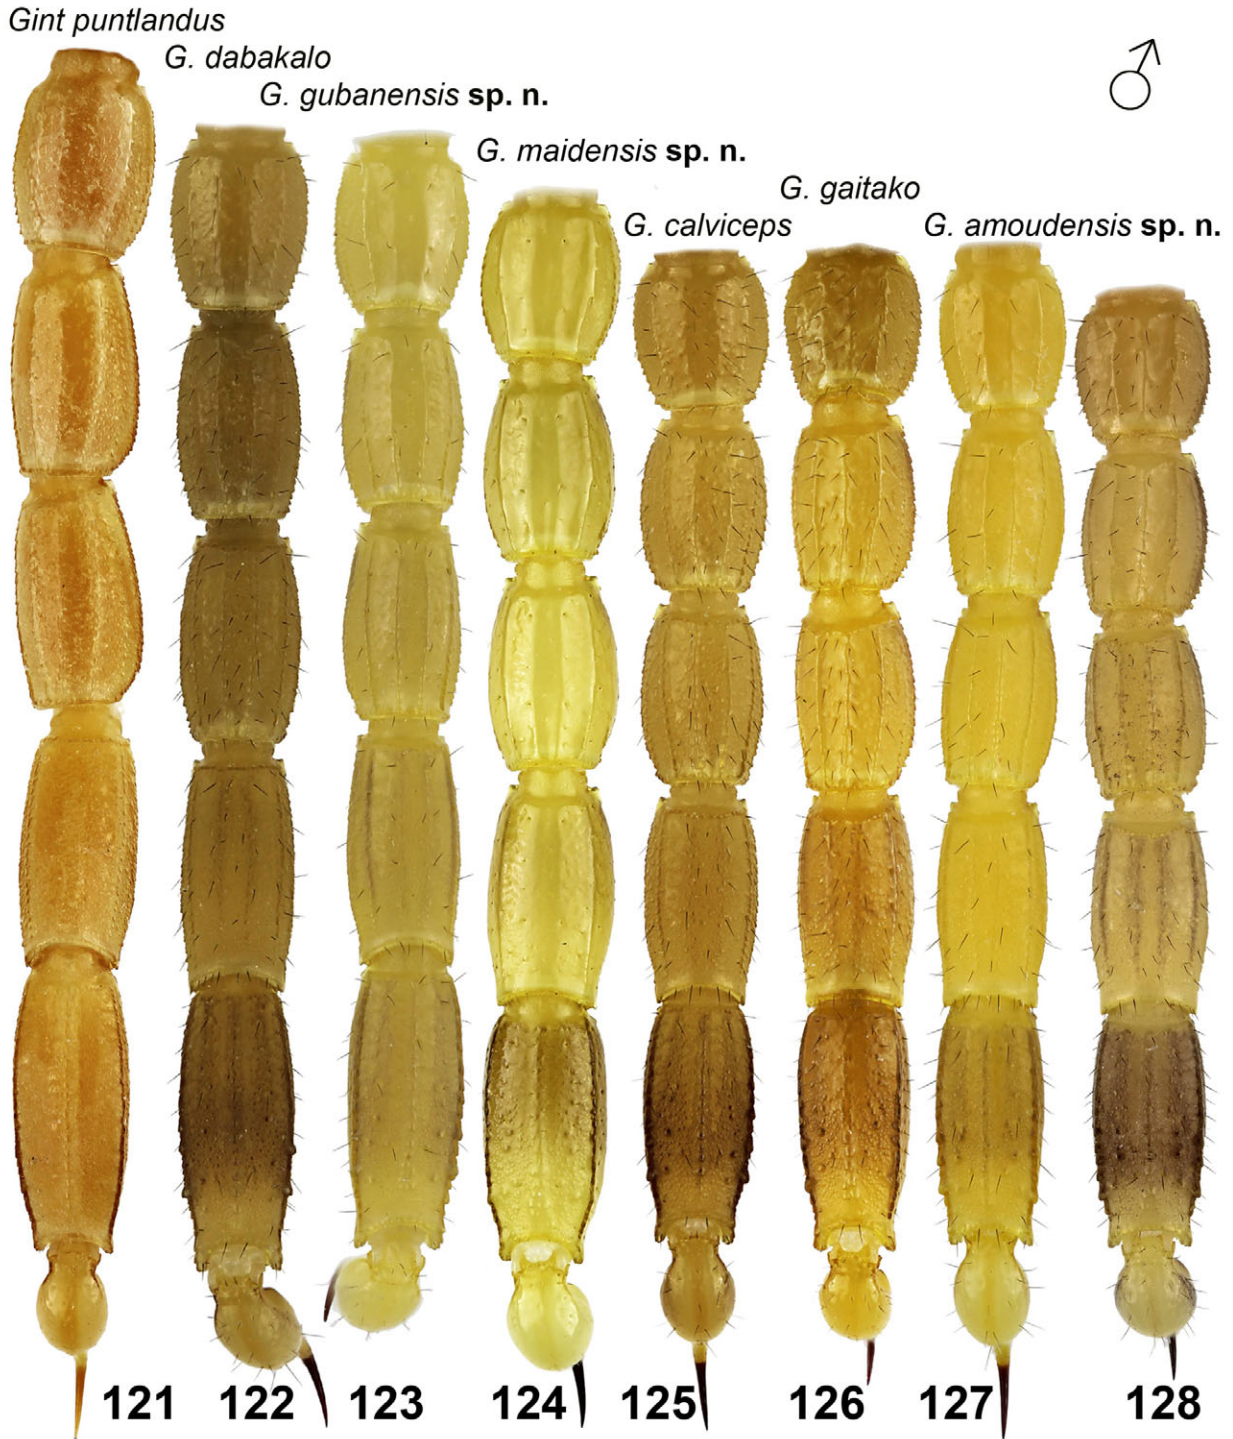 Gint puntlandus
G. dabakalo
G. gubanensis sp. n.
G. maidensis sp. n.
G. gaitako
G. calviceps
G. amoudensis sp. n.
121 122 123 124 125 126 127 128